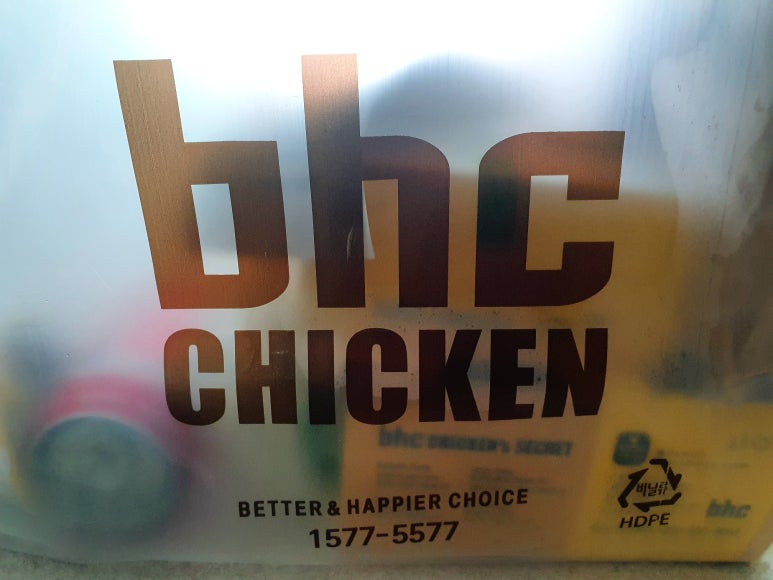 bhc
CHICKEN
bhc CHICKEN's SECRET
BETTER & HAPPIER CHOICE
1577-5577
비닐류
HDPE
bhc